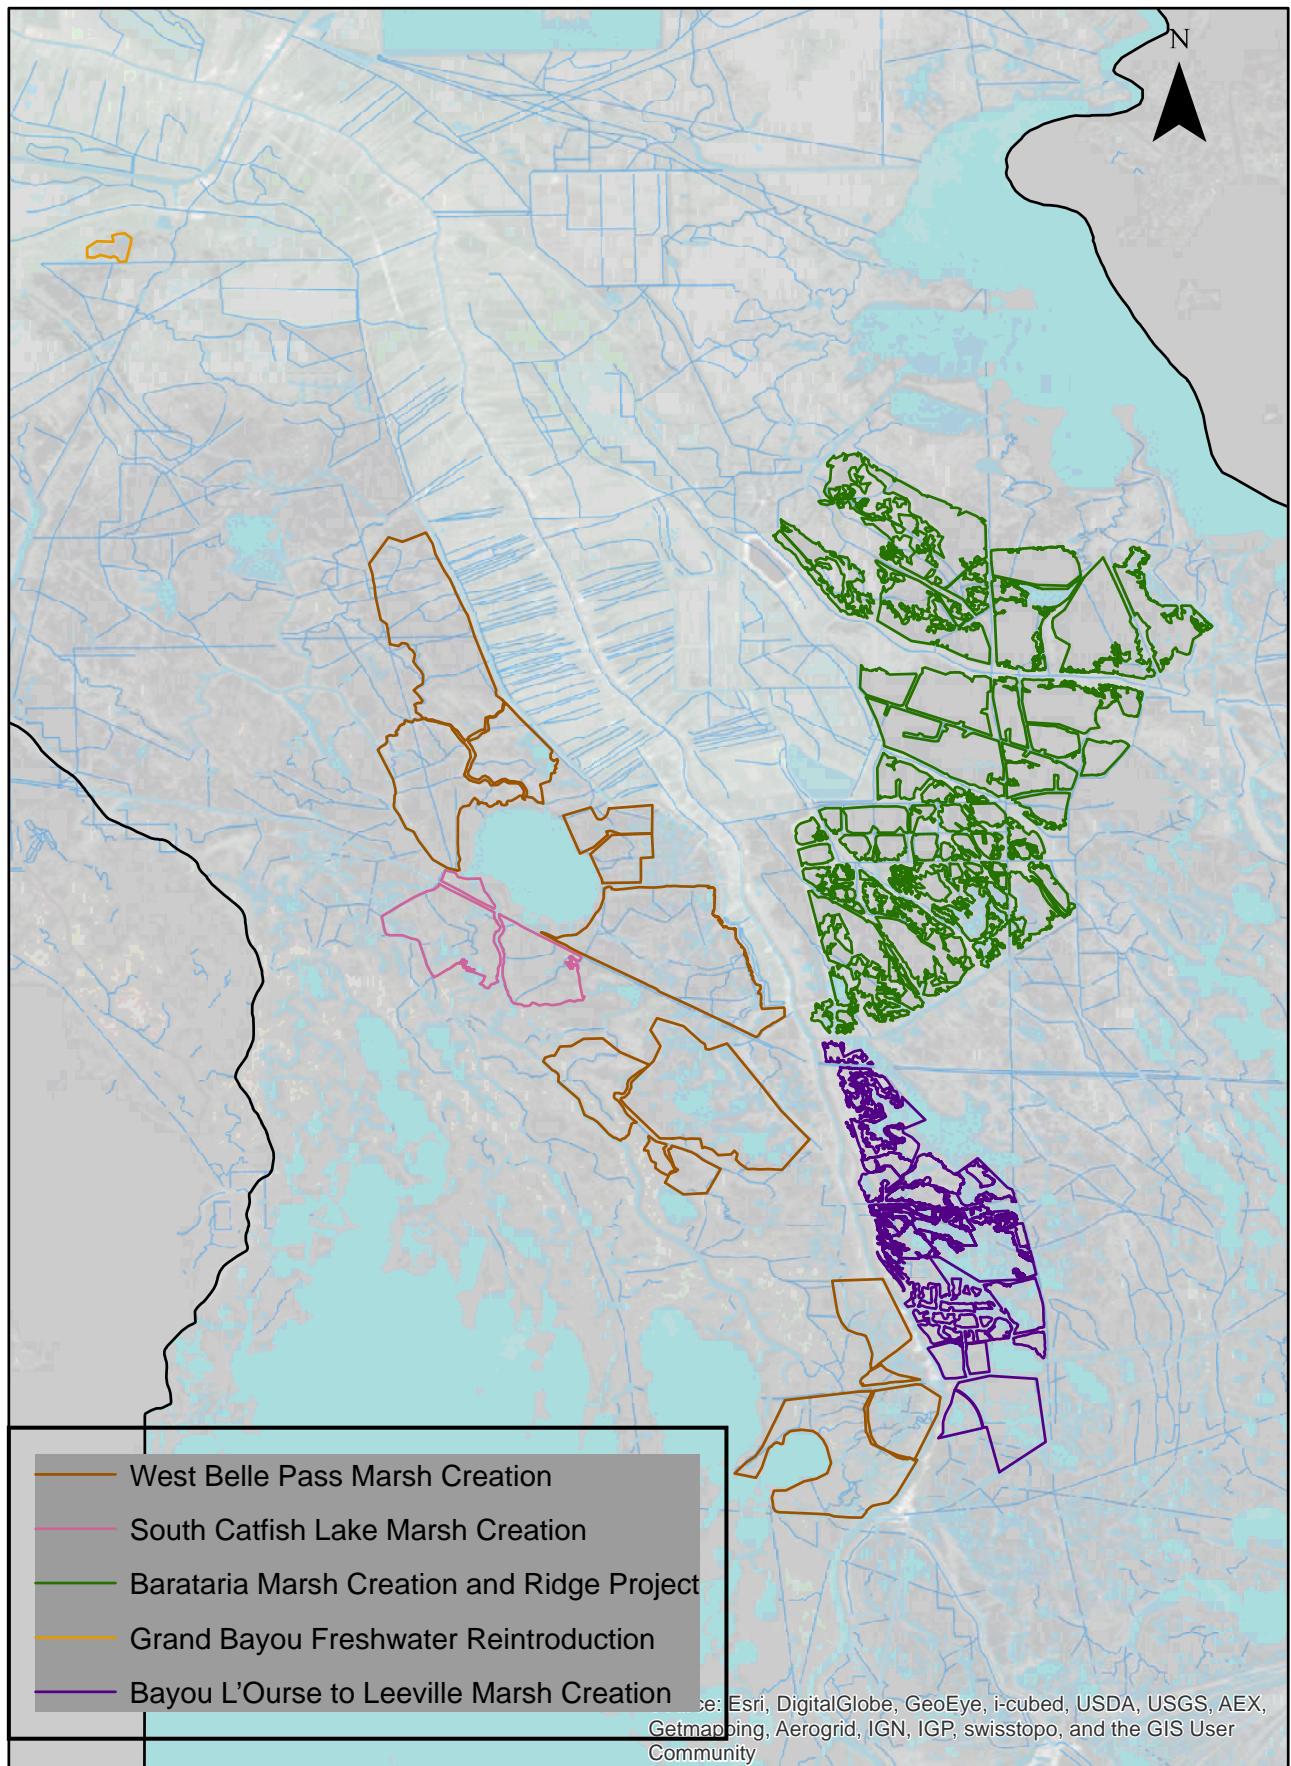 N
West Belle Pass Marsh Creation
South Catfish Lake Marsh Creation
Barataria Marsh Creation and Ridge Project
Grand Bayou Freshwater Reintroduction
Bayou L’Ourse to Leeville Marsh Creation
Esri, DigitalGlobe, GeoEye, i-cubed, USDA, USGS, AEX,
Getmapping, Aerogrid, IGN, IGP, swisstopo, and the GIS User
Community